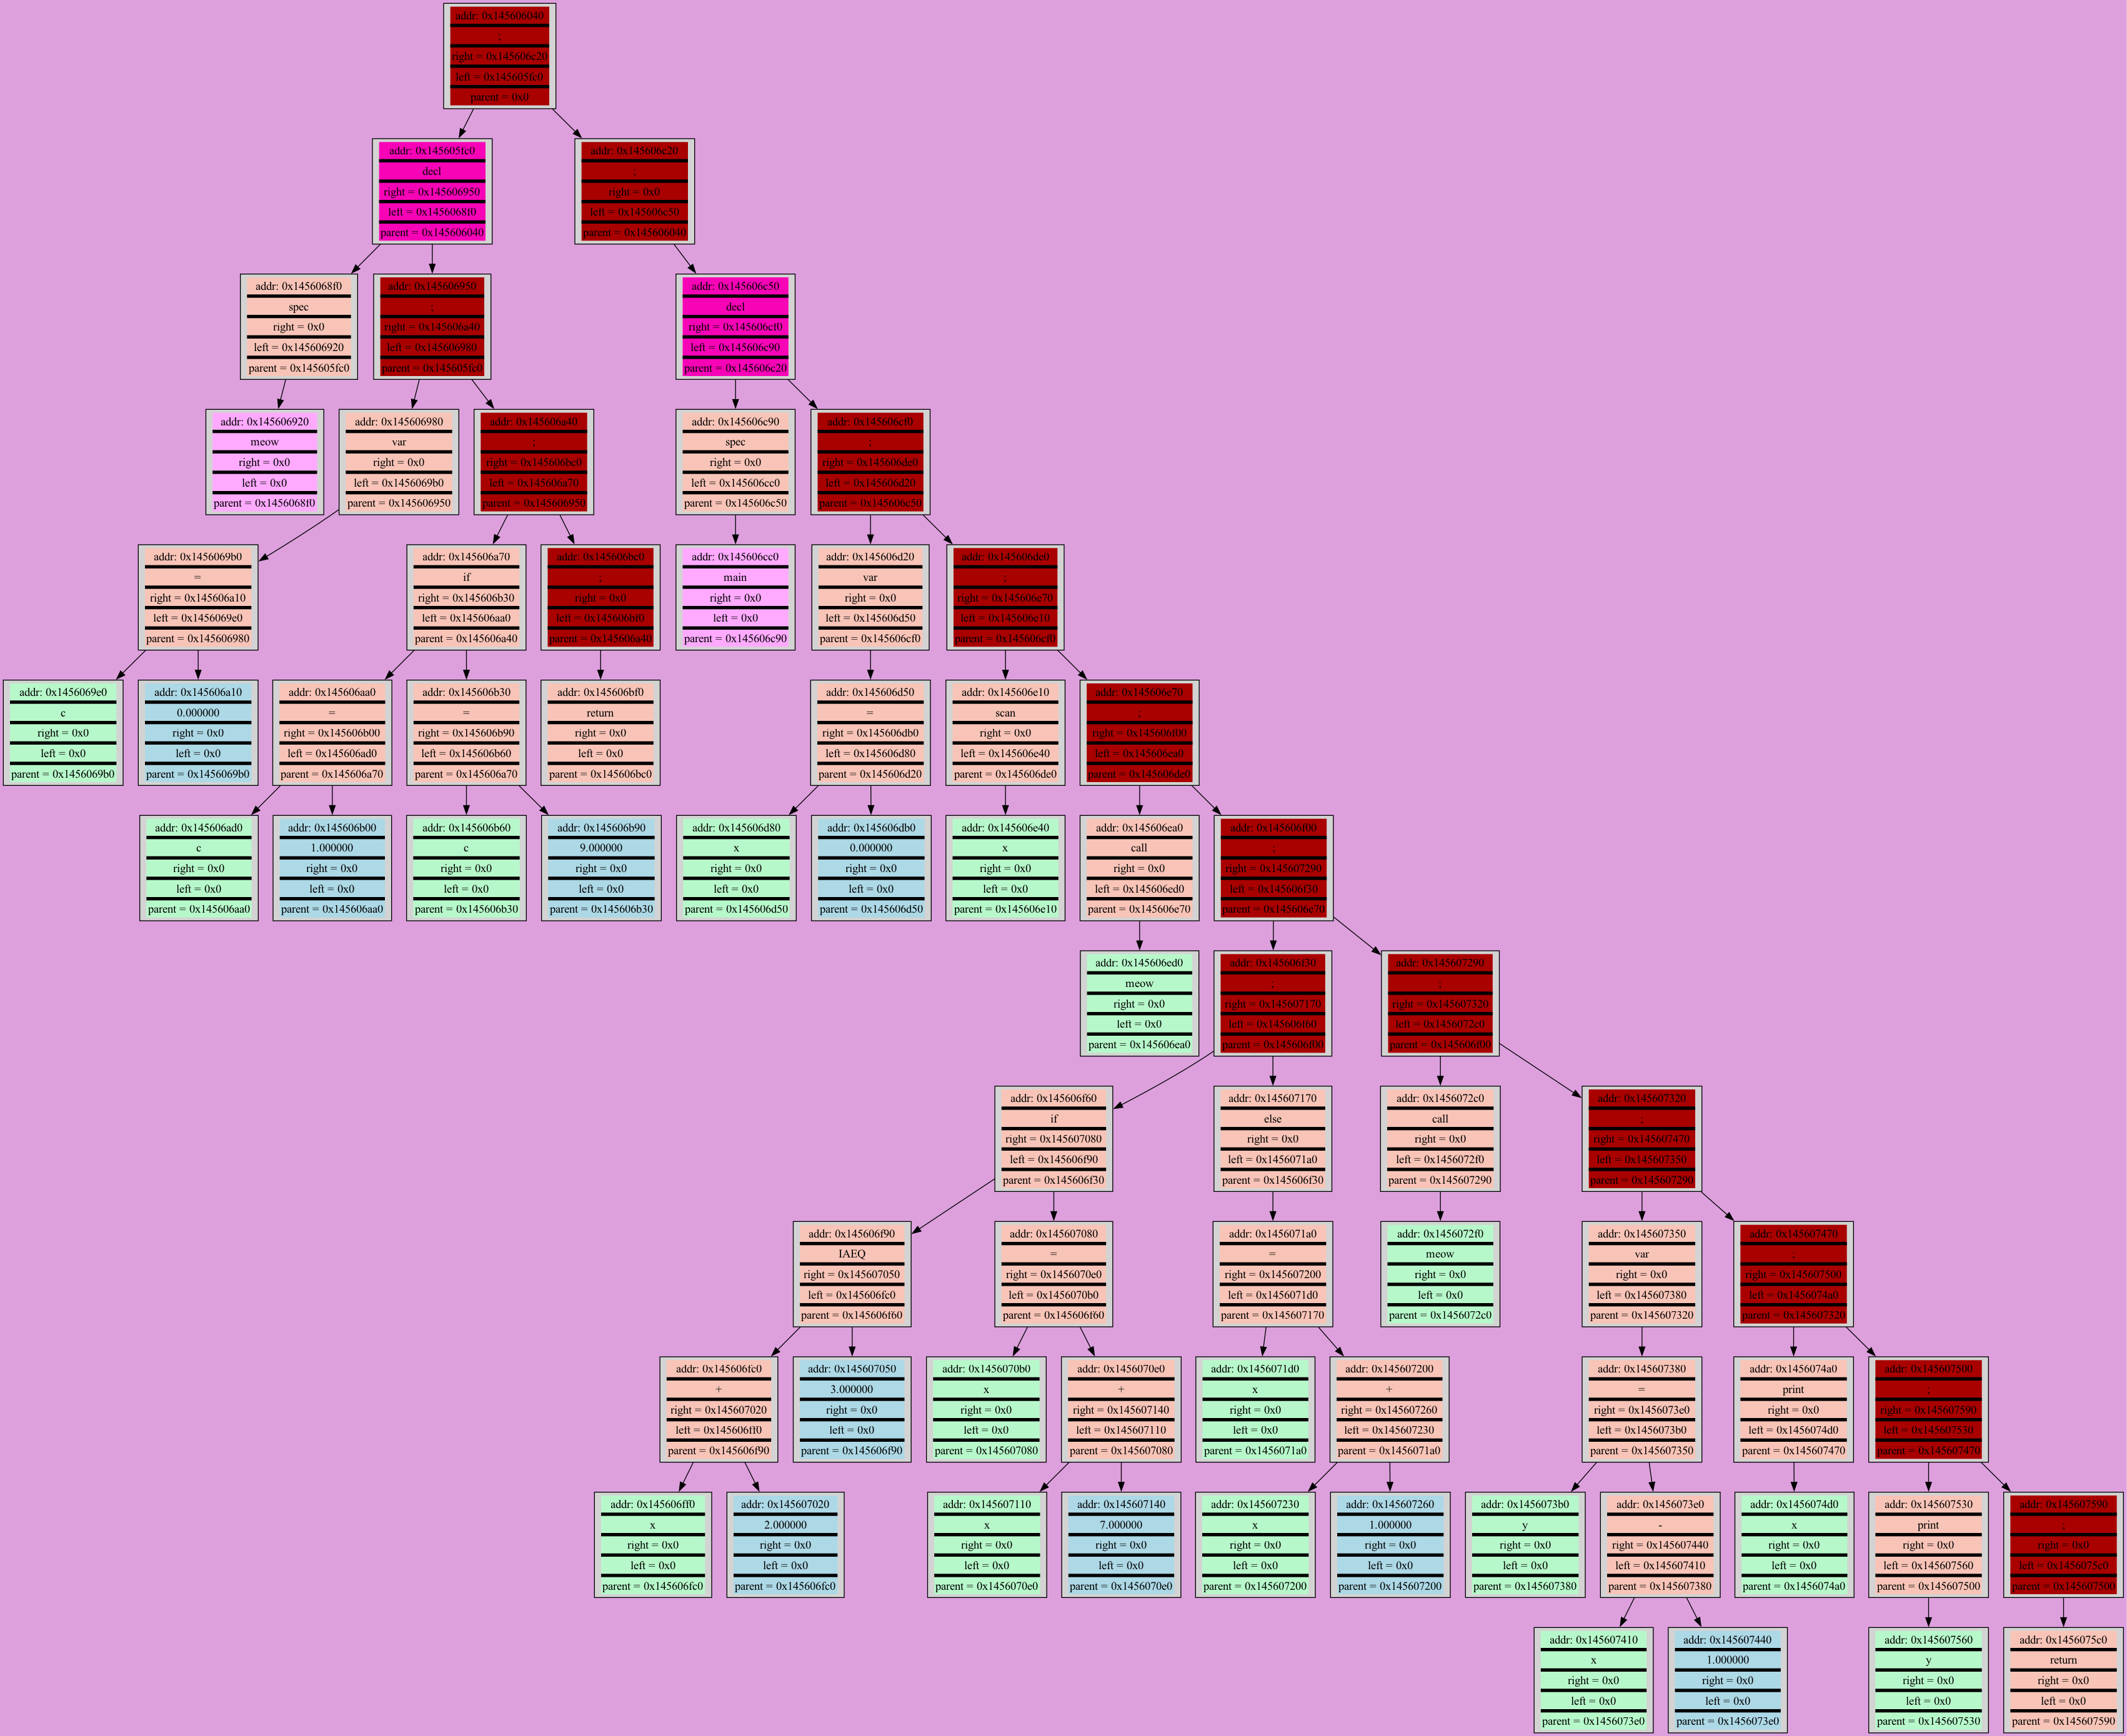 addr: 0x145606040
;
right = 0x145606c20
left = 0x145605fc0
parent = 0x0
addr: 0x145605fc0
decl
right = 0x145606950
left = 0x1456068f0
parent = 0x145606040
addr: 0x145606c20
;
right = 0x0
left = 0x145606c50
parent = 0x145606040
addr: 0x1456068f0
spec
right = 0x0
left = 0x145606920
parent = 0x145605fc0
addr: 0x145606950
;
right = 0x145606a40
left = 0x145606980
parent = 0x145605fc0
addr: 0x145606c50
decl
right = 0x145606cf0
left = 0x145606c90
parent = 0x145606c20
addr: 0x145606920
meow
right = 0x0
left = 0x0
parent = 0x1456068f0
addr: 0x145606980
var
right = 0x0
left = 0x1456069b0
parent = 0x145606950
addr: 0x145606a40
;
right = 0x145606bc0
left = 0x145606a70
parent = 0x145606950
addr: 0x145606c90
spec
right = 0x0
left = 0x145606cc0
parent = 0x145606c50
addr: 0x145606cf0
;
right = 0x145606de0
left = 0x145606d20
parent = 0x145606c50
addr: 0x1456069b0
=
right = 0x145606a10
left = 0x1456069e0
parent = 0x145606980
addr: 0x145606a70
if
right = 0x145606b30
left = 0x145606aa0
parent = 0x145606a40
addr: 0x145606bc0
;
right = 0x0
left = 0x145606bf0
parent = 0x145606a40
addr: 0x145606cc0
main
right = 0x0
left = 0x0
parent = 0x145606c90
addr: 0x145606d20
var
right = 0x0
left = 0x145606d50
parent = 0x145606cf0
addr: 0x145606de0
;
right = 0x145606e70
left = 0x145606e10
parent = 0x145606cf0
addr: 0x1456069e0
c
right = 0x0
left = 0x0
parent = 0x1456069b0
addr: 0x145606a10
0.000000
right = 0x0
left = 0x0
parent = 0x1456069b0
addr: 0x145606aa0
=
right = 0x145606b00
left = 0x145606ad0
parent = 0x145606a70
addr: 0x145606b30
=
right = 0x145606b90
left = 0x145606b60
parent = 0x145606a70
addr: 0x145606bf0
return
right = 0x0
left = 0x0
parent = 0x145606bc0
addr: 0x145606d50
=
right = 0x145606db0
left = 0x145606d80
parent = 0x145606d20
addr: 0x145606e10
scan
right = 0x0
left = 0x145606e40
parent = 0x145606de0
addr: 0x145606e70
;
right = 0x145606f00
left = 0x145606ea0
parent = 0x145606de0
addr: 0x145606ad0
c
right = 0x0
left = 0x0
parent = 0x145606aa0
addr: 0x145606b00
1.000000
right = 0x0
left = 0x0
parent = 0x145606aa0
addr: 0x145606b60
c
right = 0x0
left = 0x0
parent = 0x145606b30
addr: 0x145606b90
9.000000
right = 0x0
left = 0x0
parent = 0x145606b30
addr: 0x145606d80
x
right = 0x0
left = 0x0
parent = 0x145606d50
addr: 0x145606db0
0.000000
right = 0x0
left = 0x0
parent = 0x145606d50
addr: 0x145606e40
x
right = 0x0
left = 0x0
parent = 0x145606e10
addr: 0x145606ea0
call
right = 0x0
left = 0x145606ed0
parent = 0x145606e70
addr: 0x145606f00
;
right = 0x145607290
left = 0x145606f30
parent = 0x145606e70
addr: 0x145606ed0
meow
right = 0x0
left = 0x0
parent = 0x145606ea0
addr: 0x145606f30
;
right = 0x145607170
left = 0x145606f60
parent = 0x145606f00
addr: 0x145607290
;
right = 0x145607320
left = 0x1456072c0
parent = 0x145606f00
addr: 0x145606f60
if
right = 0x145607080
left = 0x145606f90
parent = 0x145606f30
addr: 0x145607170
else
right = 0x0
left = 0x1456071a0
parent = 0x145606f30
addr: 0x1456072c0
call
right = 0x0
left = 0x1456072f0
parent = 0x145607290
addr: 0x145607320
;
right = 0x145607470
left = 0x145607350
parent = 0x145607290
addr: 0x145606f90
IAEQ
right = 0x145607050
left = 0x145606fc0
parent = 0x145606f60
addr: 0x145607080
=
right = 0x1456070e0
left = 0x1456070b0
parent = 0x145606f60
addr: 0x1456071a0
=
right = 0x145607200
left = 0x1456071d0
parent = 0x145607170
addr: 0x1456072f0
meow
right = 0x0
left = 0x0
parent = 0x1456072c0
addr: 0x145607350
var
right = 0x0
left = 0x145607380
parent = 0x145607320
addr: 0x145607470
;
right = 0x145607500
left = 0x1456074a0
parent = 0x145607320
addr: 0x145606fc0
+
right = 0x145607020
left = 0x145606ff0
parent = 0x145606f90
addr: 0x145607050
3.000000
right = 0x0
left = 0x0
parent = 0x145606f90
addr: 0x1456070b0
x
right = 0x0
left = 0x0
parent = 0x145607080
addr: 0x1456070e0
+
right = 0x145607140
left = 0x145607110
parent = 0x145607080
addr: 0x1456071d0
x
right = 0x0
left = 0x0
parent = 0x1456071a0
addr: 0x145607200
+
right = 0x145607260
left = 0x145607230
parent = 0x1456071a0
addr: 0x145607380
=
right = 0x1456073e0
left = 0x1456073b0
parent = 0x145607350
addr: 0x1456074a0
print
right = 0x0
left = 0x1456074d0
parent = 0x145607470
addr: 0x145607500
;
right = 0x145607590
left = 0x145607530
parent = 0x145607470
addr: 0x145606ff0
x
right = 0x0
left = 0x0
parent = 0x145606fc0
addr: 0x145607020
2.000000
right = 0x0
left = 0x0
parent = 0x145606fc0
addr: 0x145607110
x
right = 0x0
left = 0x0
parent = 0x1456070e0
addr: 0x145607140
7.000000
right = 0x0
left = 0x0
parent = 0x1456070e0
addr: 0x145607230
x
right = 0x0
left = 0x0
parent = 0x145607200
addr: 0x145607260
1.000000
right = 0x0
left = 0x0
parent = 0x145607200
addr: 0x1456073b0
y
right = 0x0
left = 0x0
parent = 0x145607380
addr: 0x1456073e0
-
right = 0x145607440
left = 0x145607410
parent = 0x145607380
addr: 0x1456074d0
x
right = 0x0
left = 0x0
parent = 0x1456074a0
addr: 0x145607530
print
right = 0x0
left = 0x145607560
parent = 0x145607500
addr: 0x145607590
;
right = 0x0
left = 0x1456075c0
parent = 0x145607500
addr: 0x145607410
x
right = 0x0
left = 0x0
parent = 0x1456073e0
addr: 0x145607440
1.000000
right = 0x0
left = 0x0
parent = 0x1456073e0
addr: 0x145607560
y
right = 0x0
left = 0x0
parent = 0x145607530
addr: 0x1456075c0
return
right = 0x0
left = 0x0
parent = 0x145607590